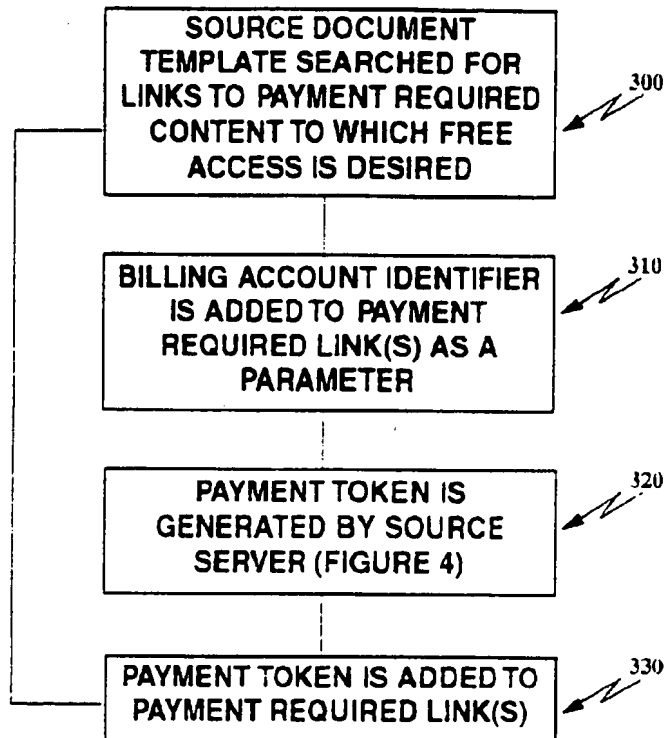 SOURCE DOCUMENT
TEMPLATE SEARCHED FOR
LINKS TO PAYMENT REQUIRED
CONTENT TO WHICH FREE
ACCESS IS DESIRED
300
BILLING ACCOUNT IDENTIFIER
IS ADDED TO PAYMENT
REQUIRED LINK(S) AS A
PARAMETER
310
PAYMENT TOKEN IS
GENERATED BY SOURCE
SERVER (FIGURE 4)
320
PAYMENT TOKEN IS ADDED TO
PAYMENT REQUIRED LINK(S)
330